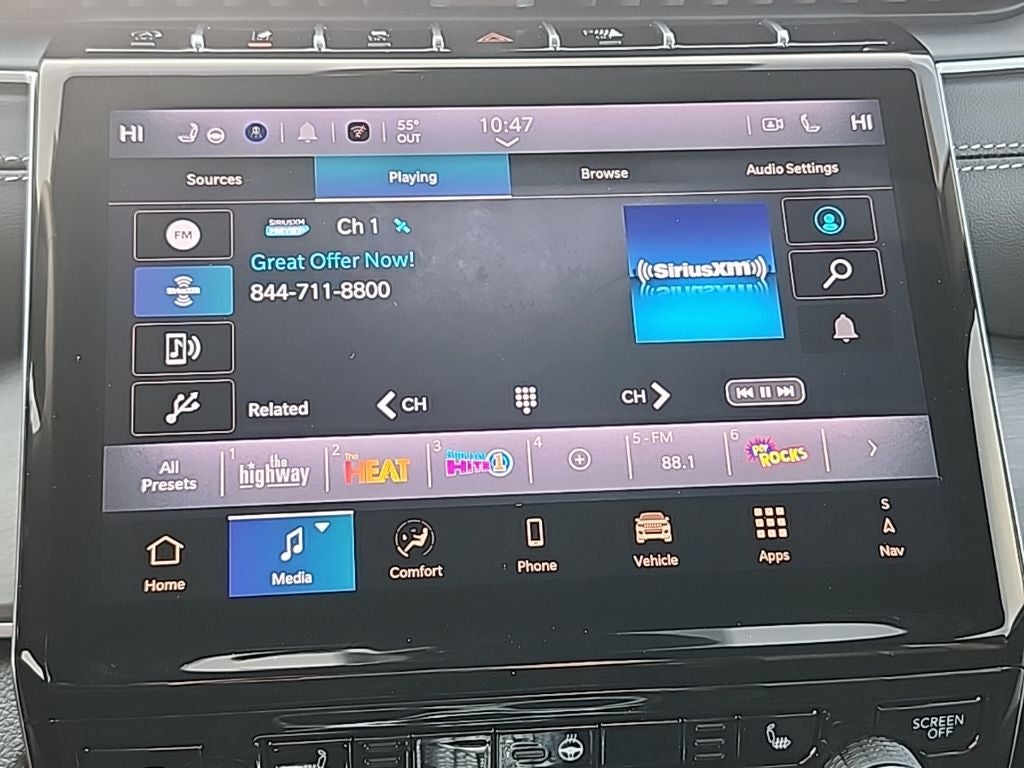 HI
55°
OUT
10:47
HI
Sources
Playing
Browse
Audio Settings
FM
SIRIUSXM
Ch 1
Great Offer Now!
844-711-8800
((SiriusXM))
Related
CH
CH
All
Presets
1
the
highway
2
The
HEAT
3
SiriusXM
HITS 1
4
5 - FM
88.1
6
POP
ROCKS
Home
Media
Comfort
Phone
Vehicle
Apps
S
Nav
SCREEN
OFF